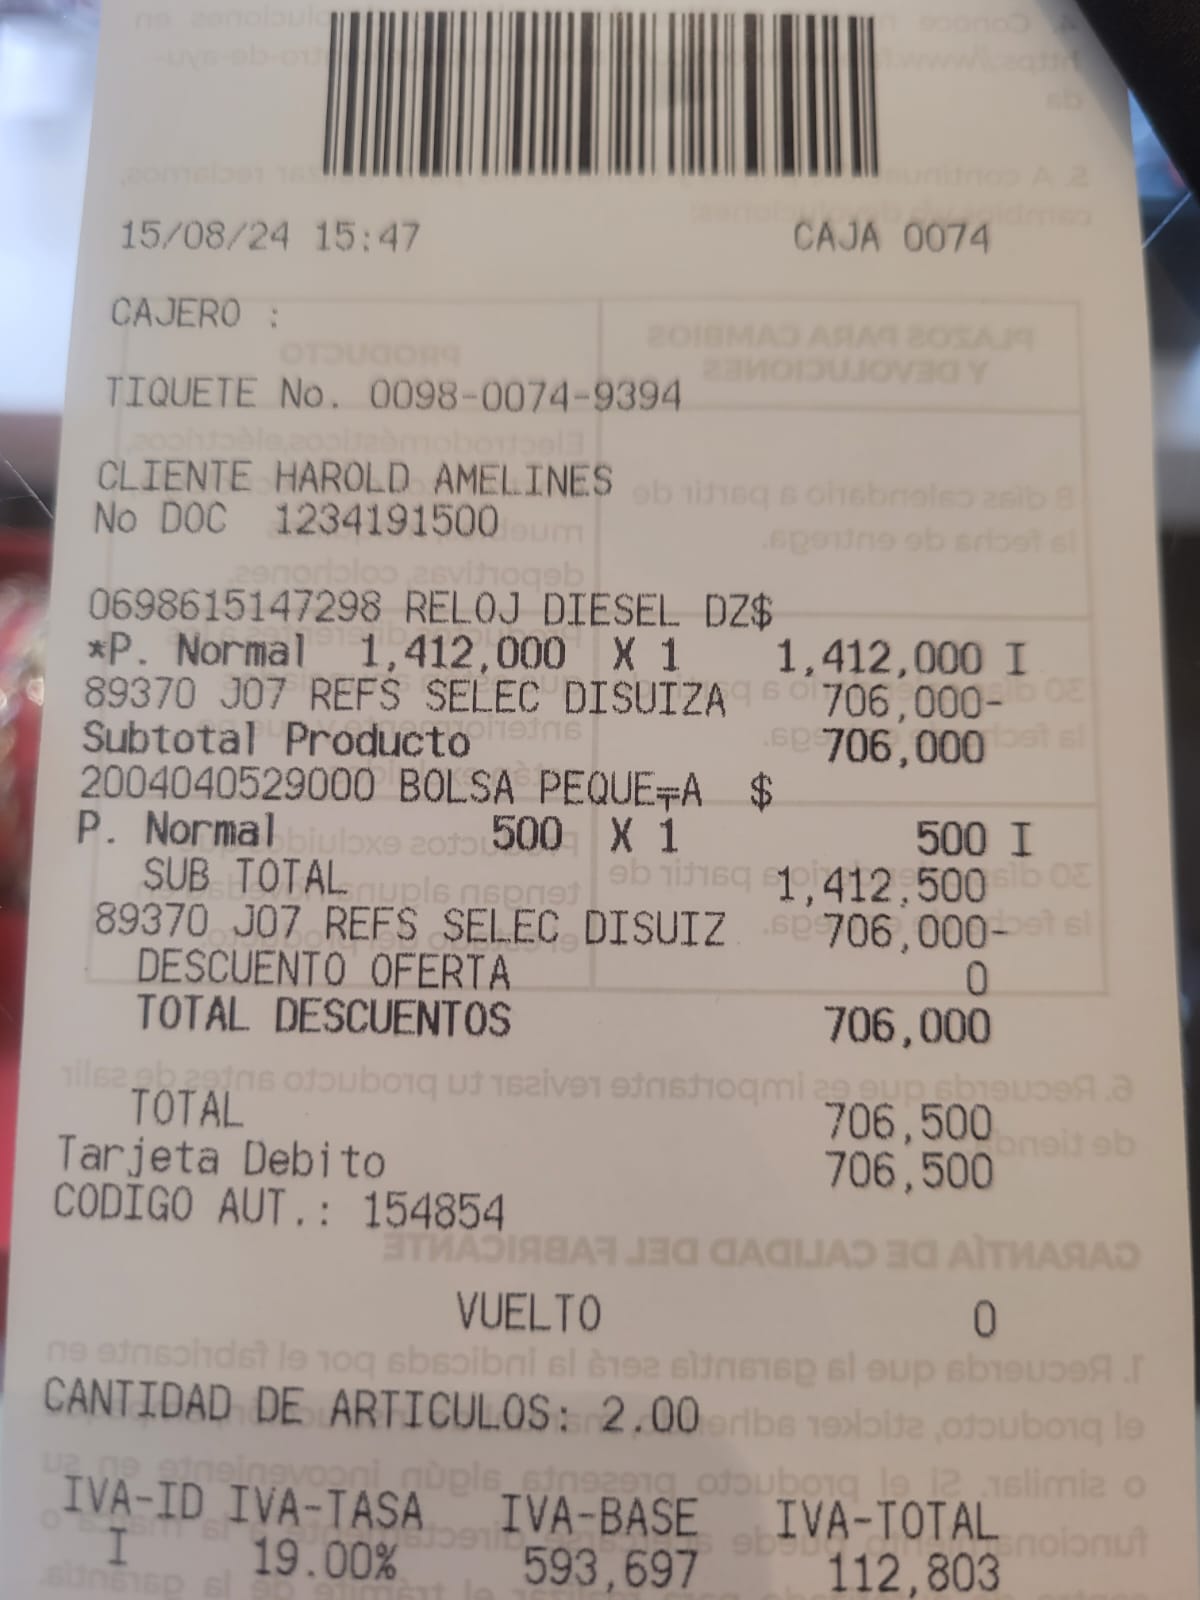 15/08/24 15:47 CAJA 0074
CAJERO :
TIQUETE No. 0098-0074-9394
CLIENTE HAROLD AMELINES
No DOC 1234191500
0698615147298 RELOJ DIESEL DZ$
*P. Normal 1,412,000 X 1 1,412,000 I
89370 J07 REFS SELEC DISUIZA 706,000-
Subtotal Producto 706,000
2004040529000 BOLSA PEQUE╤A $
P. Normal 500 X 1 500 I
SUB TOTAL 1,412,500
89370 J07 REFS SELEC DISUIZ 706,000-
DESCUENTO OFERTA 0
TOTAL DESCUENTOS 706,000
TOTAL 706,500
Tarjeta Debito 706,500
CODIGO AUT.: 154854
VUELTO 0
CANTIDAD DE ARTICULOS: 2.00
IVA-ID IVA-TASA IVA-BASE IVA-TOTAL
I 19.00% 593,697 112,803